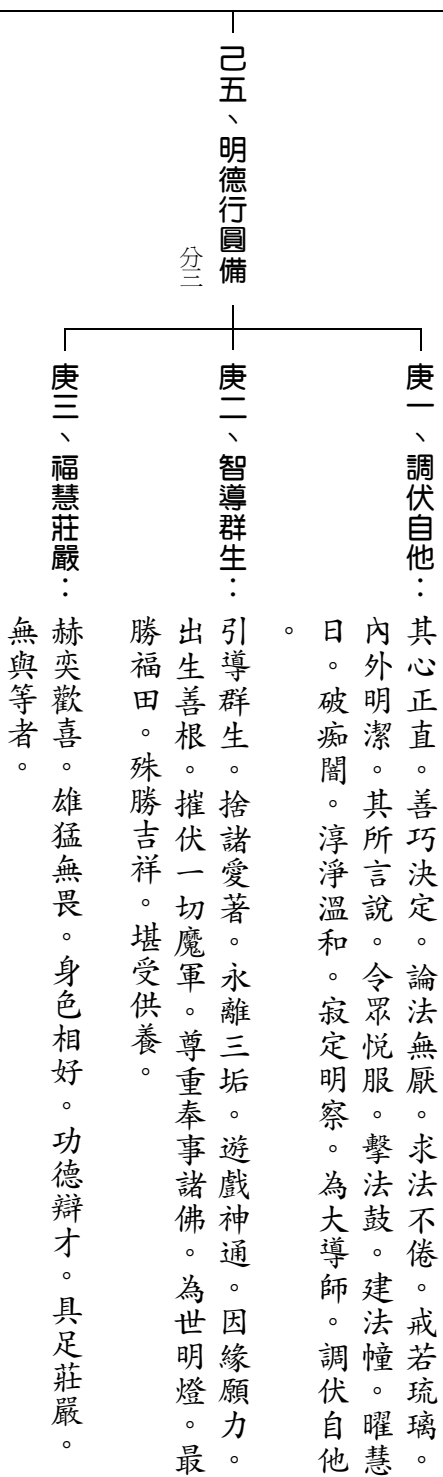 己五、明德行圓備
分三
庚一、調伏自他：
其心正直。善巧決定。論法無厭。求法不倦。戒若琉璃。
內外明潔。其所言說。令眾悅服。擊法鼓。建法幢。曜慧
日。破痴闇。淳淨溫和。寂定明察。為大導師。調伏自他
。
庚二、智導群生：
引導群生。捨諸愛著。永離三垢。遊戲神通。因緣願力。
出生善根。摧伏一切魔軍。尊重奉事諸佛。為世明燈。最
勝福田。殊勝吉祥。堪受供養。
庚三、福慧莊嚴：
赫奕歡喜。雄猛無畏。身色相好。功德辯才。具足莊嚴。
無與等者。